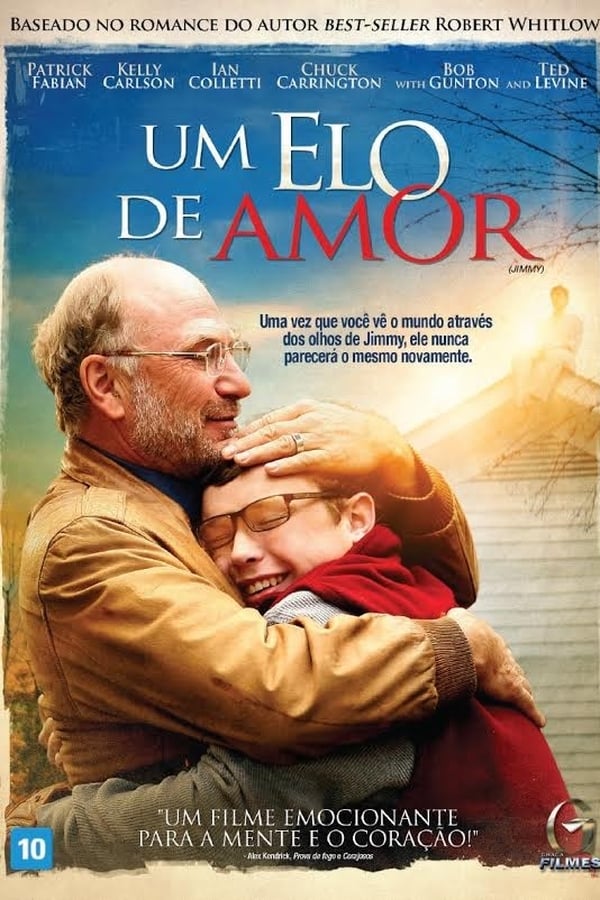 BASEADO NO ROMANCE DO AUTOR BEST-SELLER ROBERT WHITLOW
PATRICK FABIAN KELLY CARLSON IAN COLLETTI CHUCK CARRINGTON WITH BOB GUNTON AND TED LEVINE
UM ELO
DE AMOR
(JIMMY)
Uma vez que você vê o mundo através
dos olhos de Jimmy, ele nunca
parecerá o mesmo novamente.
"UM FILME EMOCIONANTE
PARA A MENTE E O CORAÇÃO!"
- Alex Kendrick, Prova de fogo e Corajosos
10
GRAÇA
FILMES